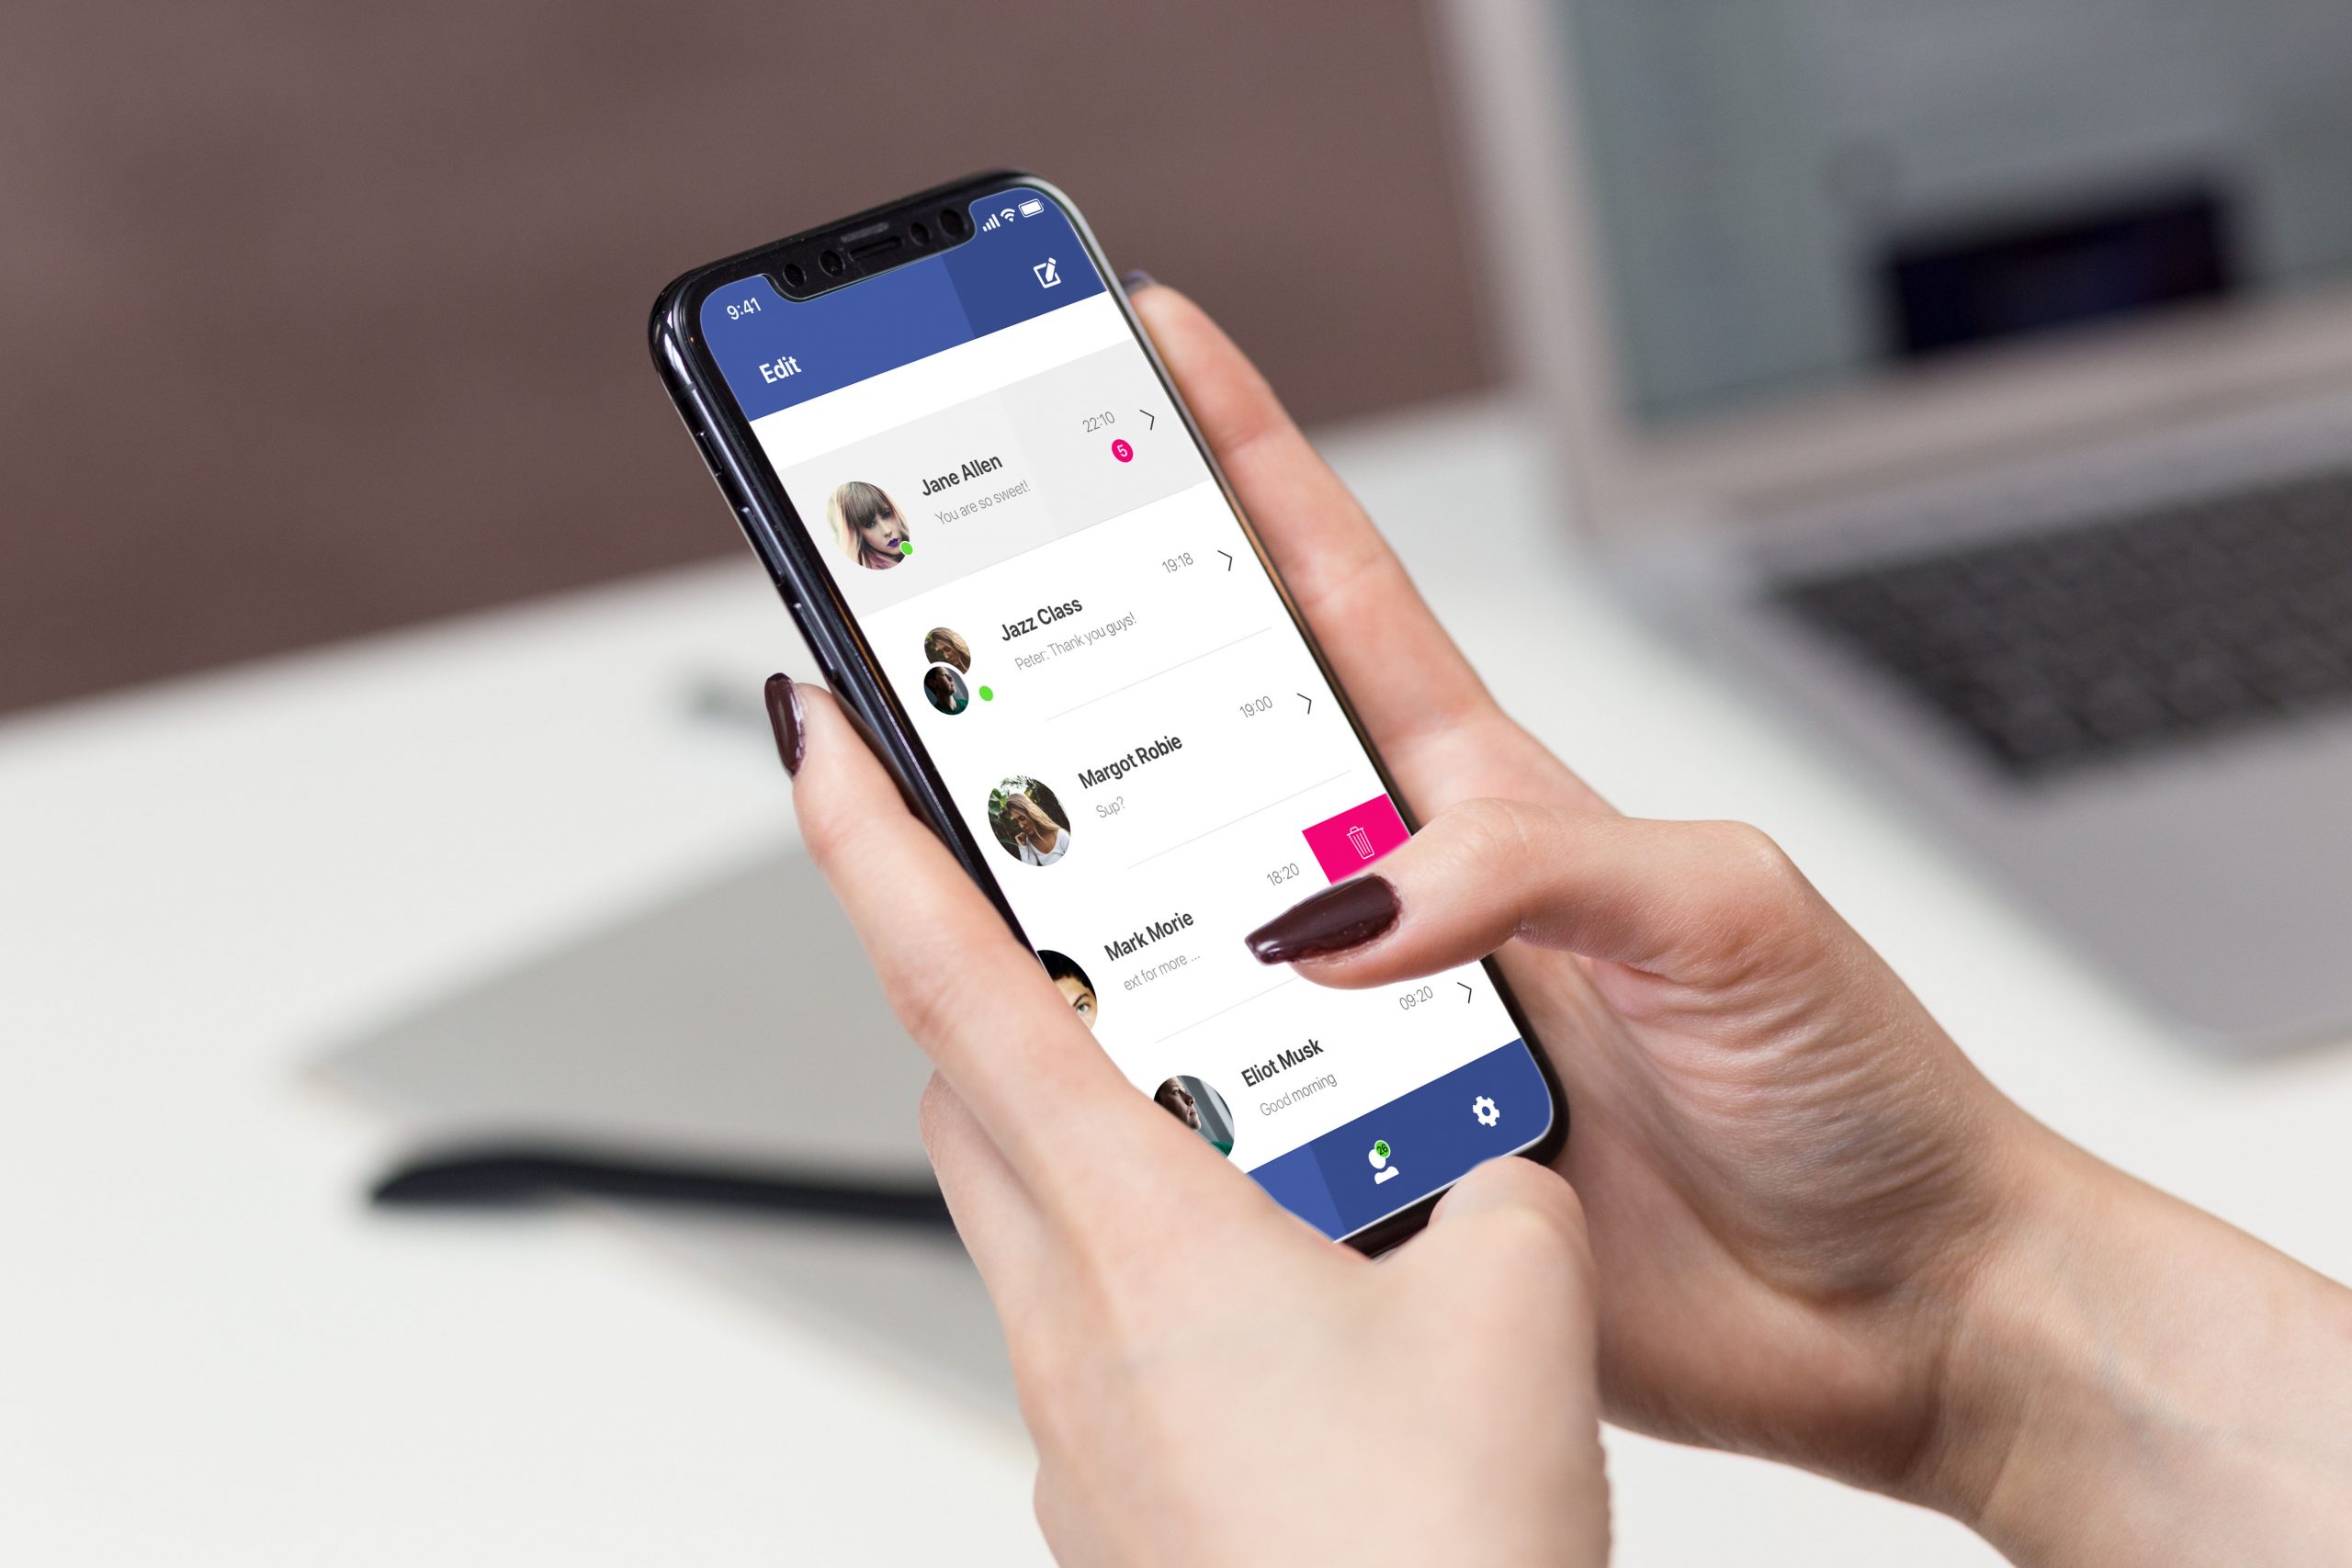 9:41
Edit
Jane Allen
22:10
You are so sweet!
5
Jazz Class
19:18
Peter: Thank you guys!
Margot Robie
19:00
Sup?
Mark Morie
18:20
ext for more ...
Eliot Musk
09:20
Good morning
26